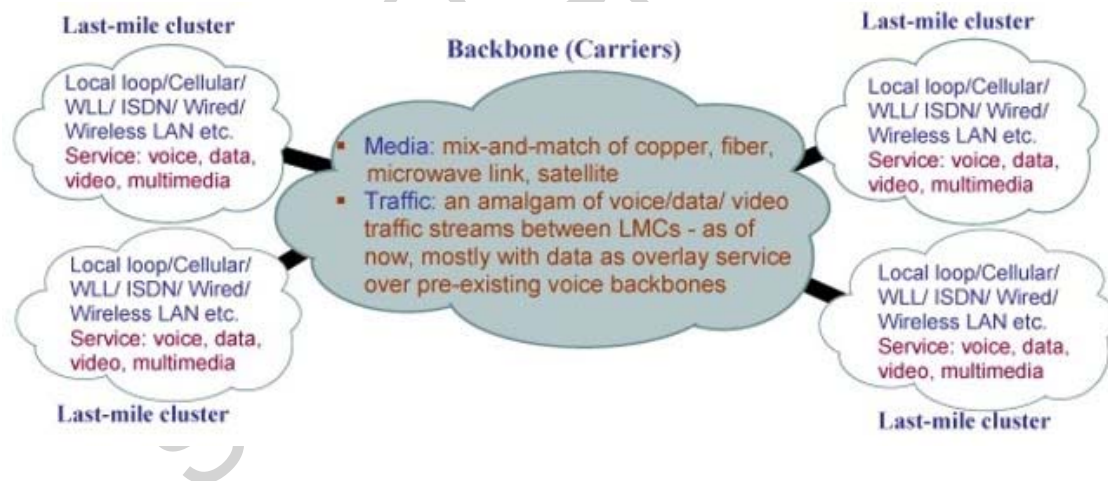 Last-mile cluster
Local loop/Cellular/
WLL/ ISDN/ Wired/
Wireless LAN etc.
Service: voice, data,
video, multimedia
Local loop/Cellular/
WLL/ ISDN/ Wired/
Wireless LAN etc.
Service: voice, data,
video, multimedia
Last-mile cluster
Backbone (Carriers)
▪ Media: mix-and-match of copper, fiber,
microwave link, satellite
▪ Traffic: an amalgam of voice/data/ video
traffic streams between LMCs - as of
now, mostly with data as overlay service
over pre-existing voice backbones
Last-mile cluster
Local loop/Cellular/
WLL/ ISDN/ Wired/
Wireless LAN etc.
Service: voice, data,
video, multimedia
Local loop/Cellular/
WLL/ ISDN/ Wired/
Wireless LAN etc.
Service: voice, data,
video, multimedia
Last-mile cluster